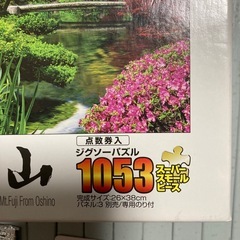 点数券入
山
ジグソーパズル
Mt.Fuji From Oshino
1053
スーパー
スモール
ピース
完成サイズ:26×38cm
パネル:3 別売/専用のり付